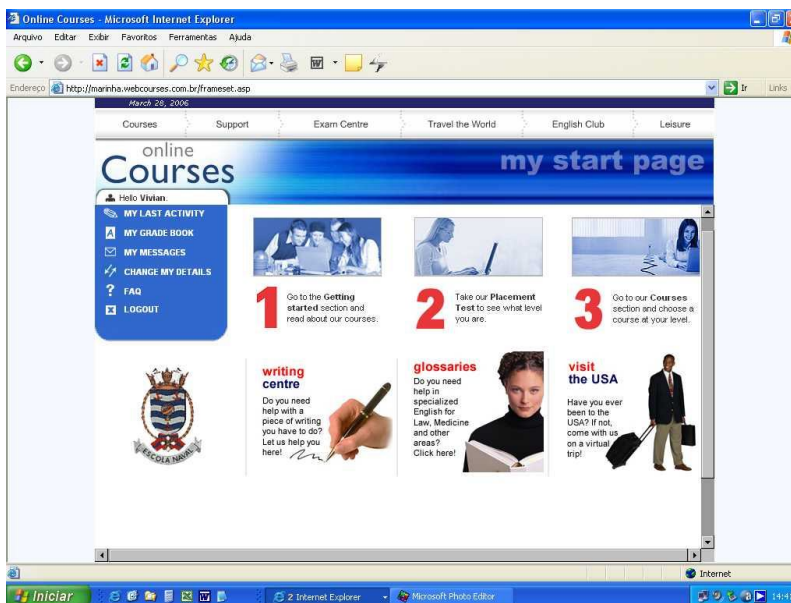 Online Courses - Microsoft Internet Explorer
Arquivo Editar Exibir Favoritos Ferramentas Ajuda
Endereço http://marinha.webcourses.com.br/frameset.asp Ir Links
March 28, 2006
Courses Support Exam Centre Travel the World English Club Leisure
online
Courses
my start page
Hello Vivian.
MY LAST ACTIVITY
A MY GRADE BOOK
MY MESSAGES
CHANGE MY DETAILS
? FAQ
X LOGOUT
1
Go to the Getting
started section and
read about our courses.
2
Take our Placement
Test to see what level
you are.
3
Go to our Courses
section and choose a
course at your level.
ESCOLA NAVAL
writing
centre
Do you need
help with a
piece of writing
you have to do?
Let us help you
here!
glossaries
Do you need
help in
specialized
English for
Law, Medicine
and other
areas?
Click here!
visit
the USA
Have you ever
been to the
USA? If not,
come with us
on a virtual
trip!
Internet
Iniciar 2 Internet Explorer Microsoft Photo Editor